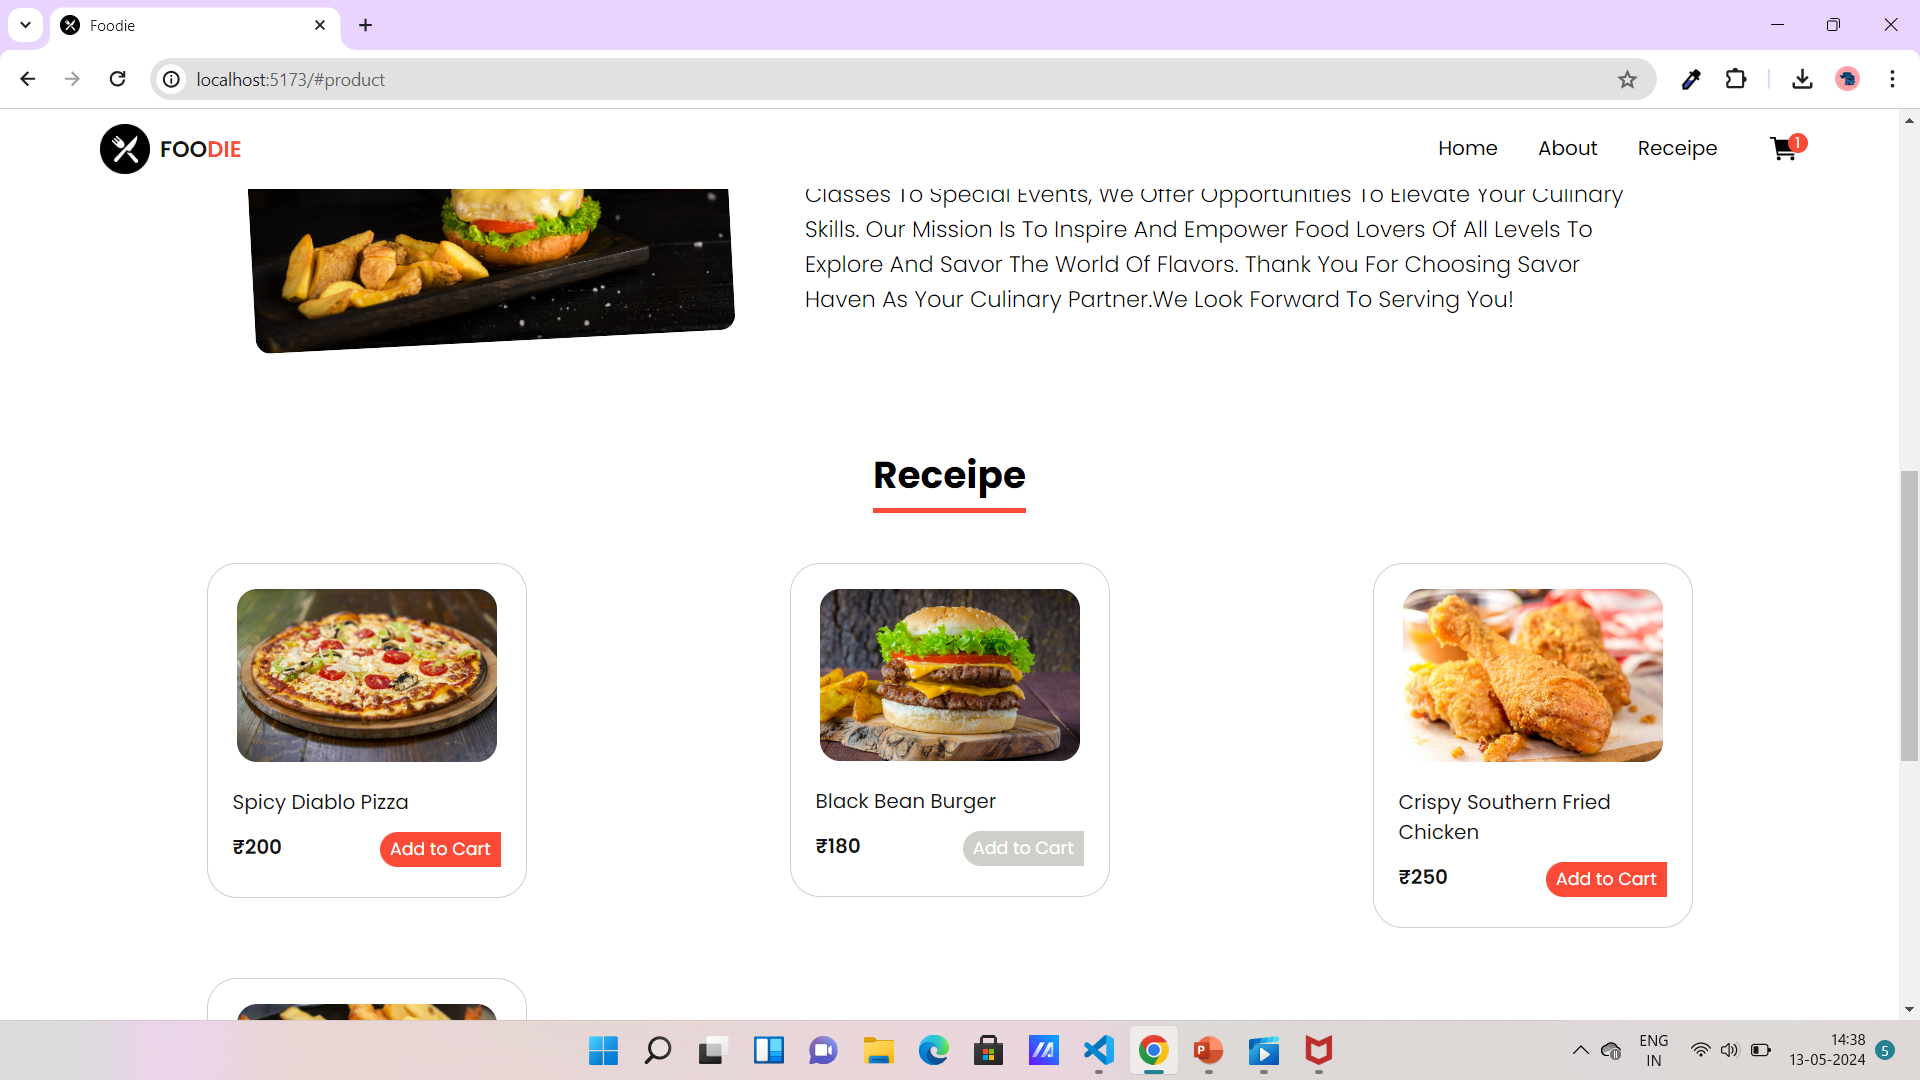 Foodie
localhost:5173/#product
FOODIE
Home About Receipe 1
Classes To Special Events, We Offer Opportunities To Elevate Your Culinary
Skills. Our Mission Is To Inspire And Empower Food Lovers Of All Levels To
Explore And Savor The World Of Flavors. Thank You For Choosing Savor
Haven As Your Culinary Partner.We Look Forward To Serving You!
Receipe
Spicy Diablo Pizza
₹200 Add to Cart
Black Bean Burger
₹180 Add to Cart
Crispy Southern Fried
Chicken
₹250 Add to Cart
ENG
IN
14:38
13-05-2024
5